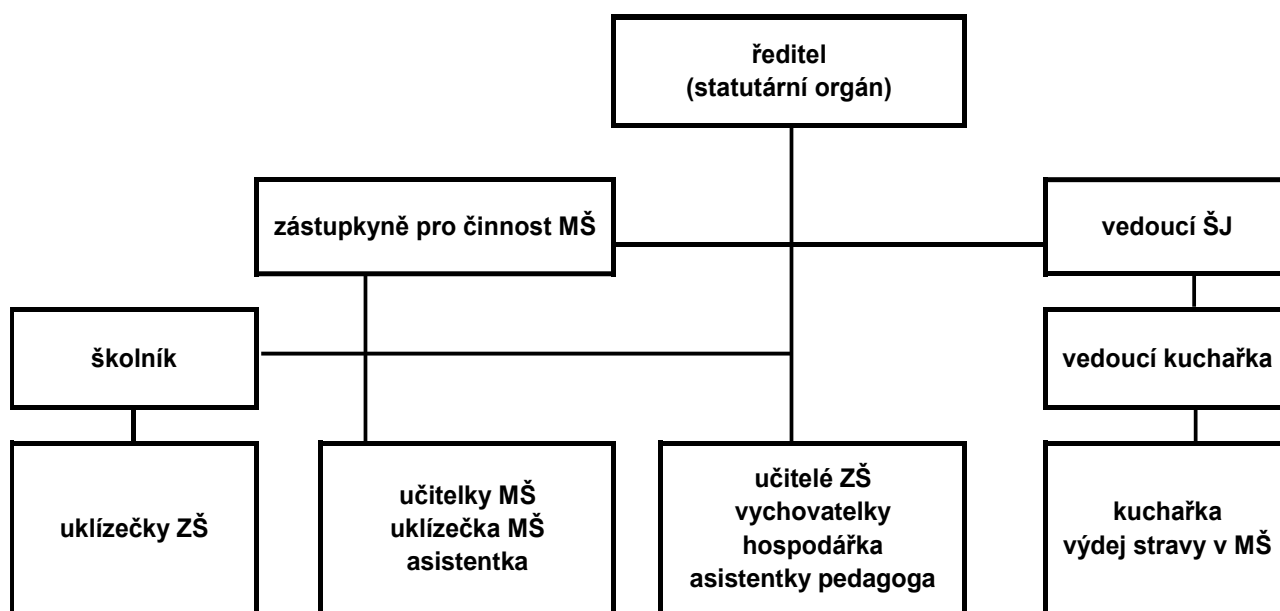 ředitel
(statutární orgán)
zástupkyně pro činnost MŠ
vedoucí ŠJ
školník
vedoucí kuchařka
uklízečky ZŠ
učitelky MŠ
uklízečka MŠ
asistentka
učitelé ZŠ
vychovatelky
hospodářka
asistentky pedagoga
kuchařka
výdej stravy v MŠ